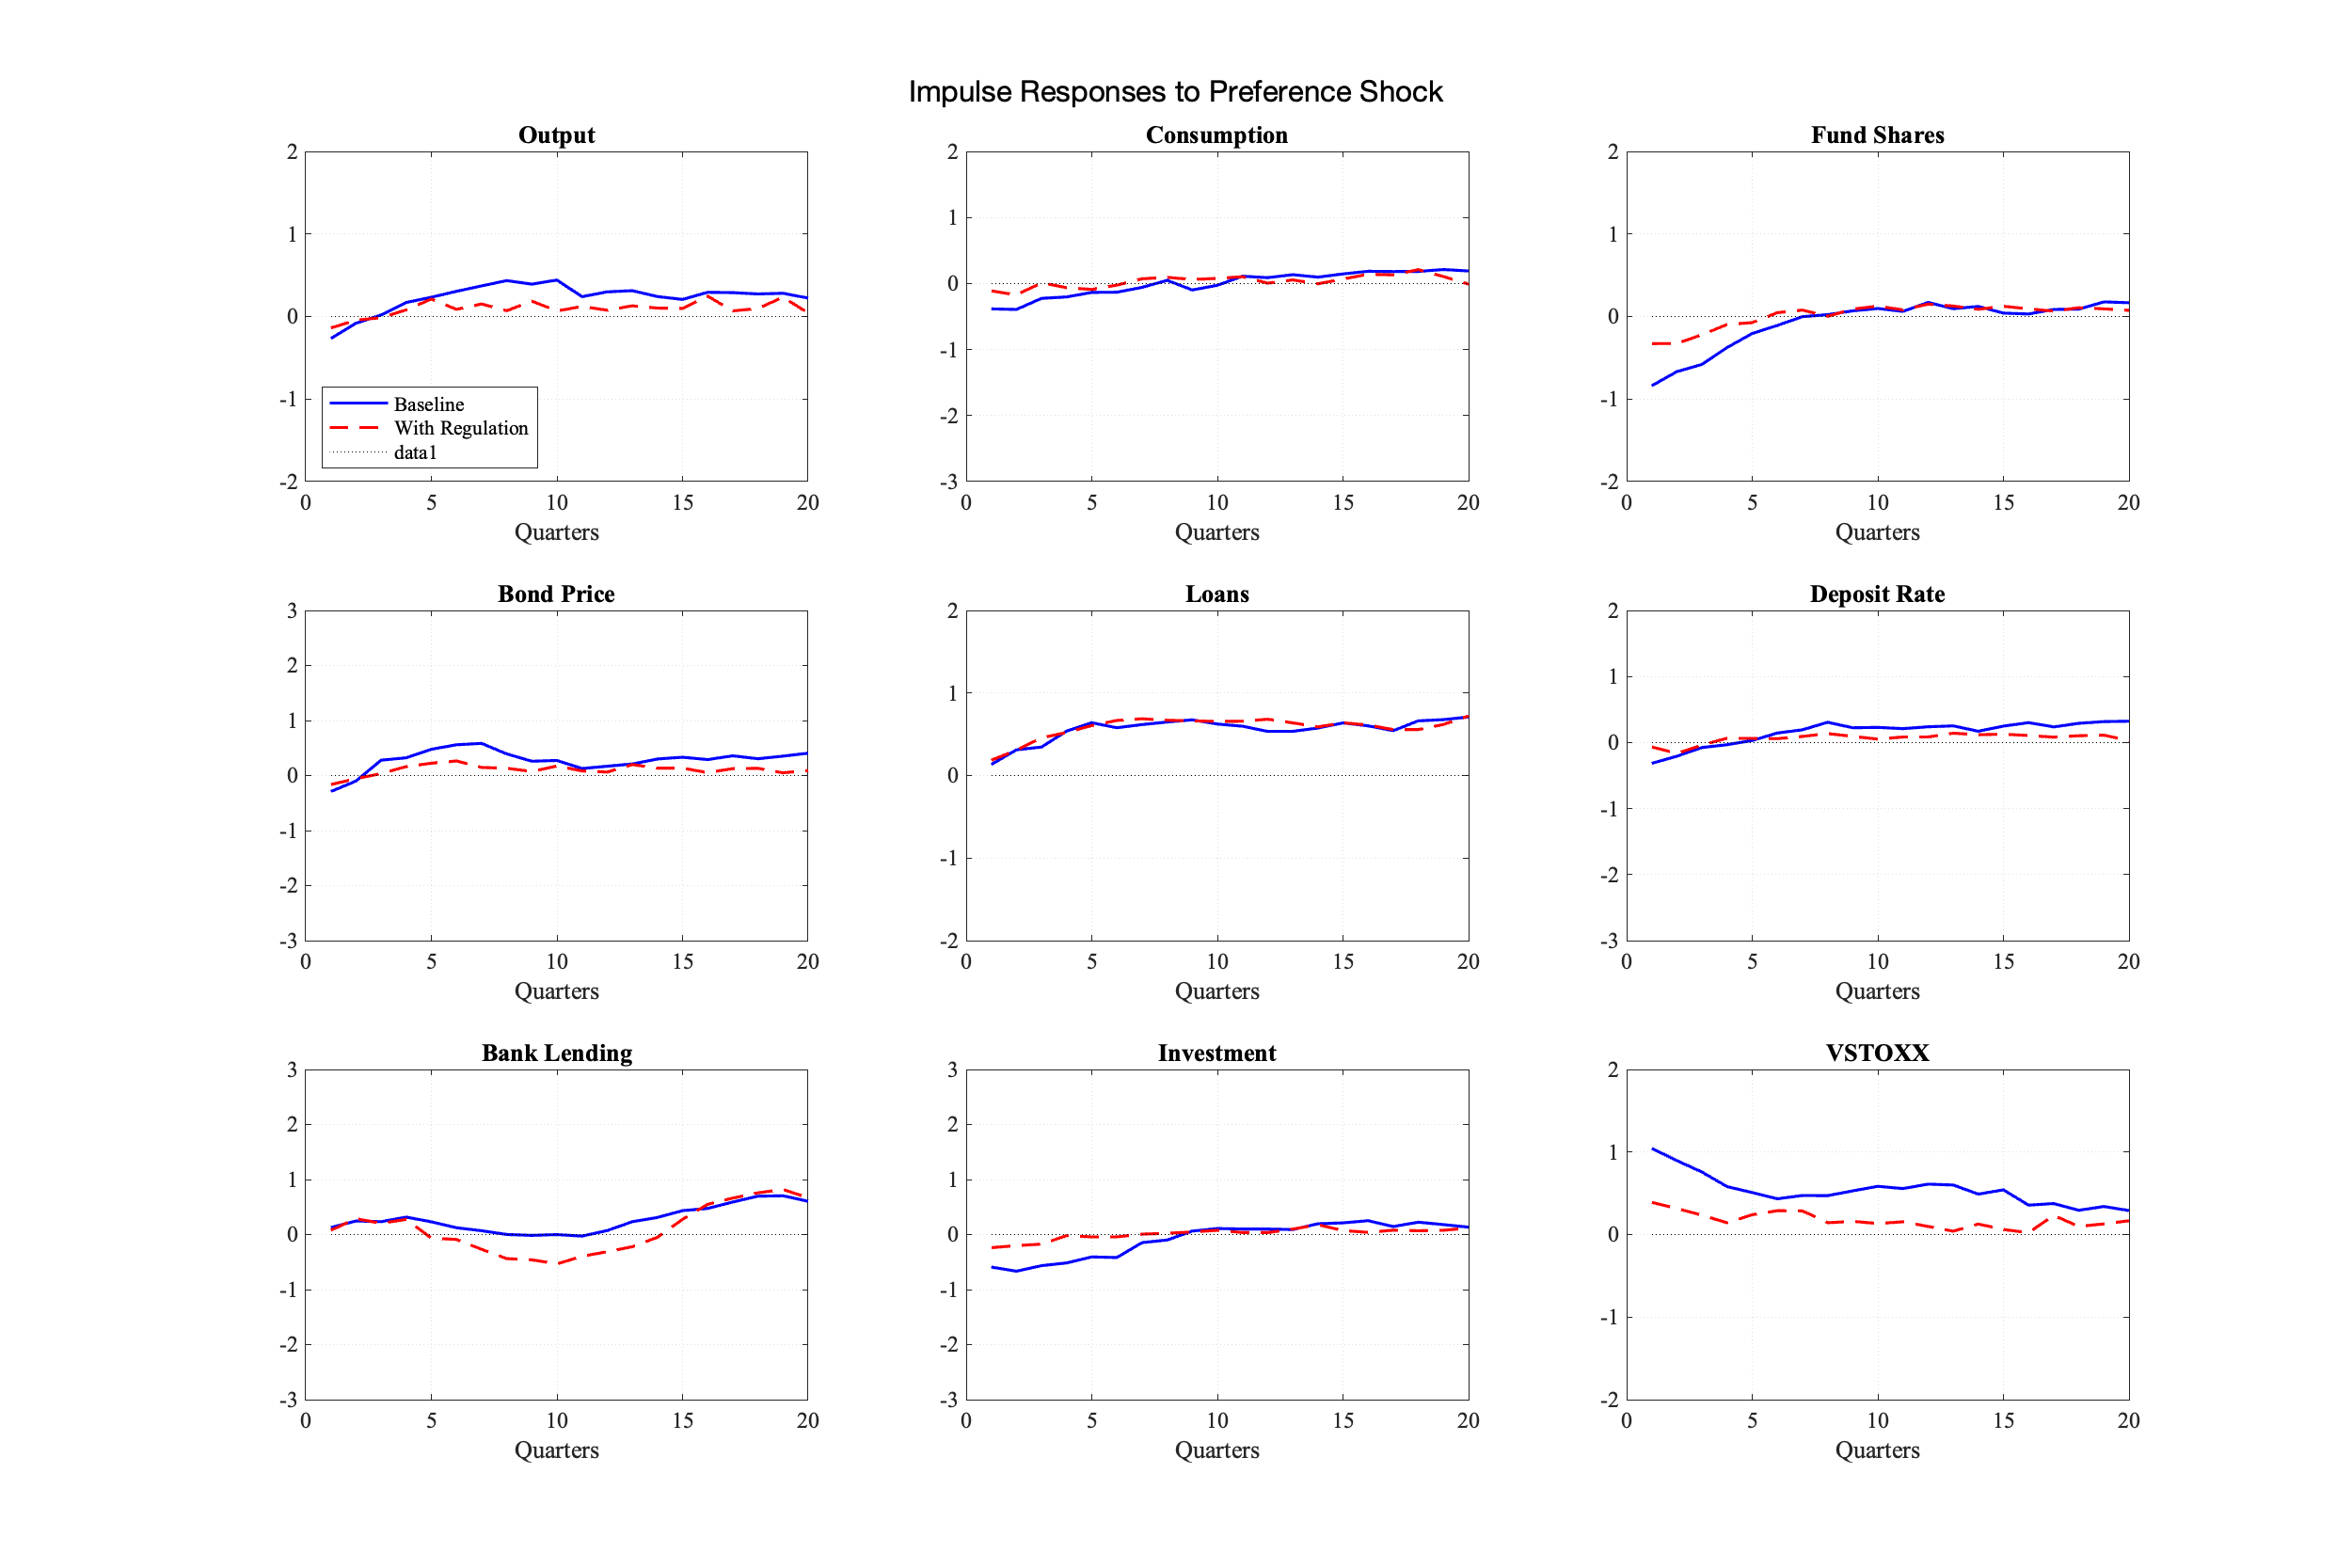 Impulse Responses to Preference Shock
Output
2
1
0
-1
-2
Baseline
With Regulation
data1
0 5 10 15 20
Quarters
Consumption
2
1
0
-1
-2
-3
0 5 10 15 20
Quarters
Fund Shares
2
1
0
-1
-2
0 5 10 15 20
Quarters
Bond Price
3
2
1
0
-1
-2
-3
0 5 10 15 20
Quarters
Loans
2
1
0
-1
-2
0 5 10 15 20
Quarters
Deposit Rate
2
1
0
-1
-2
-3
0 5 10 15 20
Quarters
Bank Lending
3
2
1
0
-1
-2
-3
0 5 10 15 20
Quarters
Investment
3
2
1
0
-1
-2
-3
0 5 10 15 20
Quarters
VSTOXX
2
1
0
-1
-2
0 5 10 15 20
Quarters